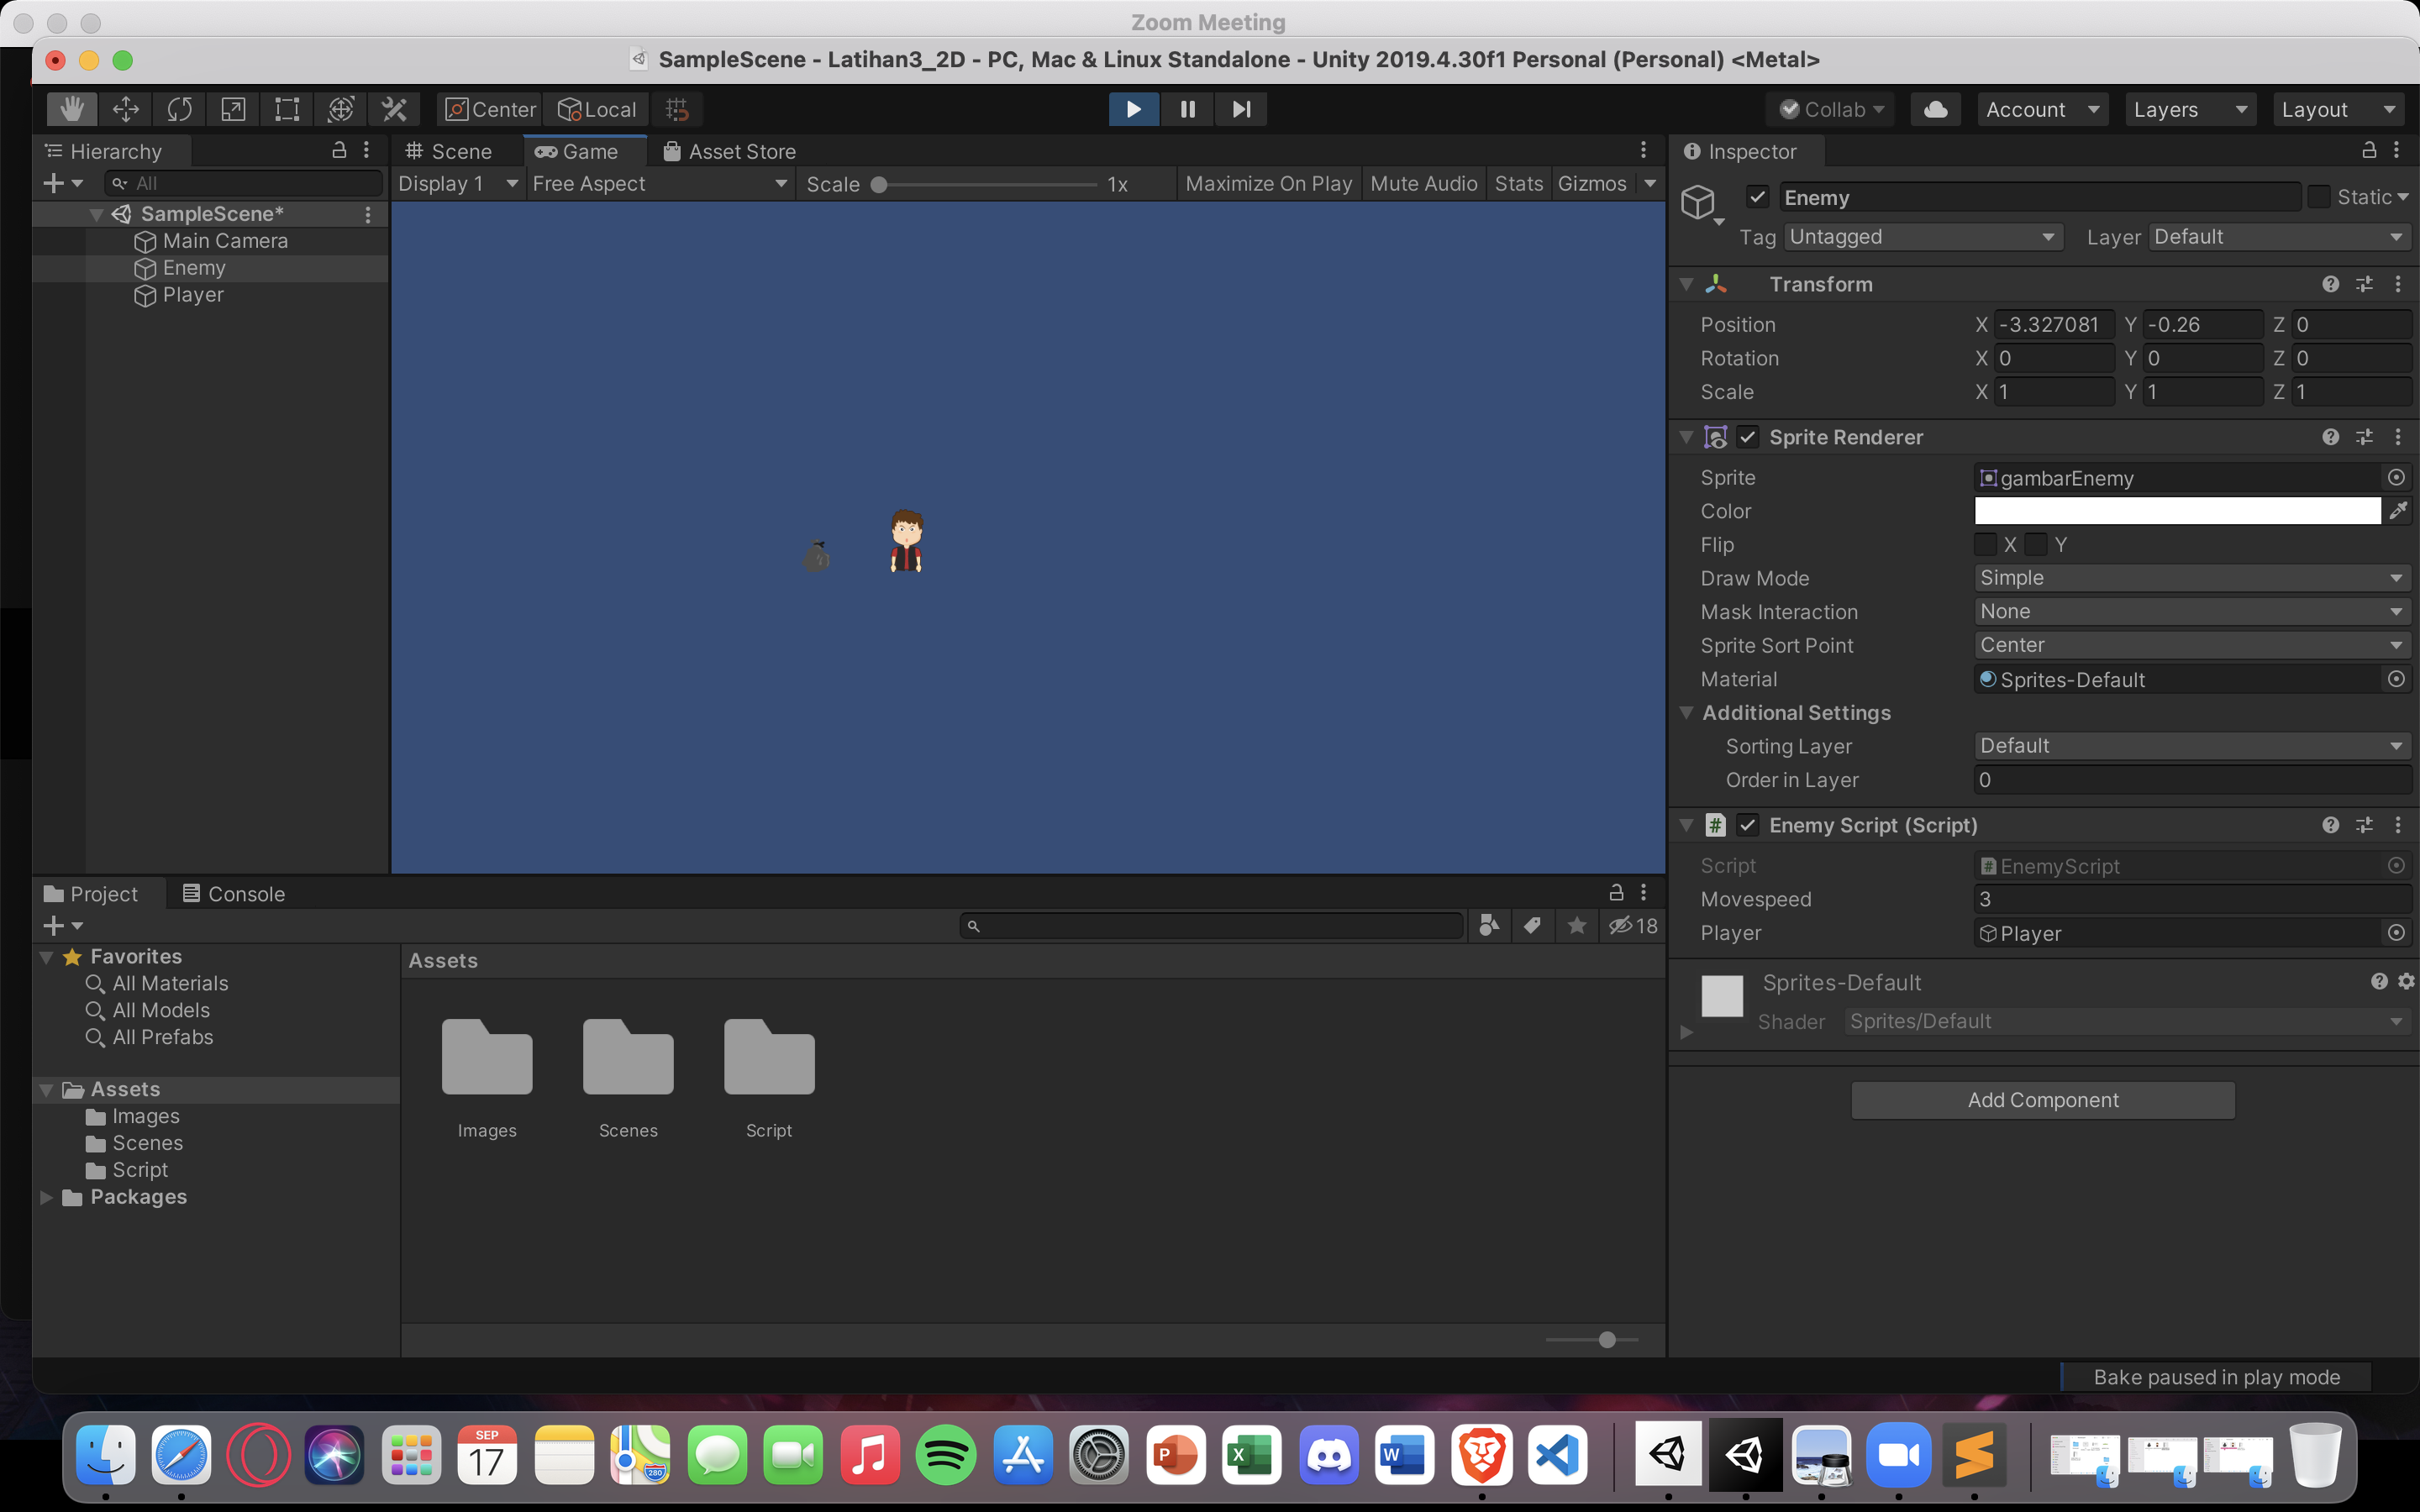 Zoom Meeting
SampleScene - Latihan3_2D - PC, Mac & Linux Standalone - Unity 2019.4.30f1 Personal (Personal) <Metal>
Center Local Collab Account Layers Layout
Hierarchy
All
SampleScene*
Main Camera
Enemy
Player
Scene Game Asset Store
Display 1 Free Aspect Scale 1x Maximize On Play Mute Audio Stats Gizmos
Inspector
Enemy Static
Tag Untagged Layer Default
Transform
Position X -3.327081 Y -0.26 Z 0
Rotation X 0 Y 0 Z 0
Scale X 1 Y 1 Z 1
Sprite Renderer
Sprite gambarEnemy
Color
Flip X Y
Draw Mode Simple
Mask Interaction None
Sprite Sort Point Center
Material Sprites-Default
Additional Settings
Sorting Layer Default
Order in Layer 0
# Enemy Script (Script)
Script # EnemyScript
Movespeed 3
Player Player
Sprites-Default
Shader Sprites/Default
Add Component
Project Console
18
Favorites
All Materials
All Models
All Prefabs
Assets
Images
Scenes
Script
Packages
Assets
Images Scenes Script
Bake paused in play mode
SEP
17
280
P
X
W